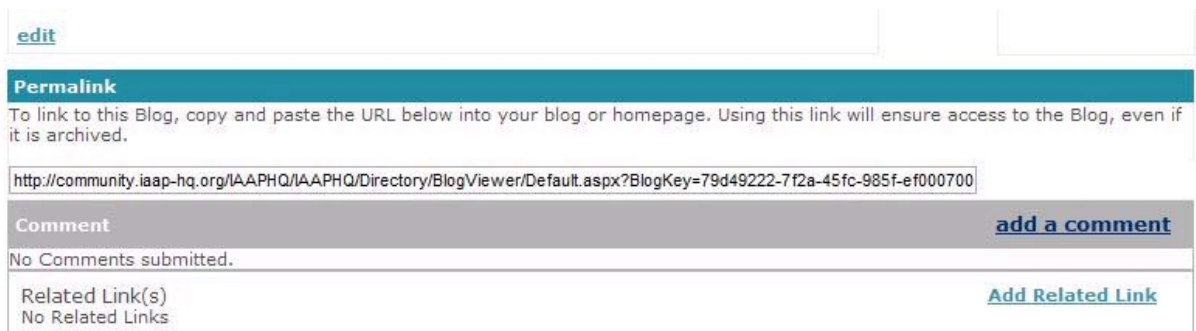 edit
Permalink
To link to this Blog, copy and paste the URL below into your blog or homepage. Using this link will ensure access to the Blog, even if
it is archived.
http://community.iaap-hq.org/IAAPHQ/IAAPHQ/Directory/BlogViewer/Default.aspx?BlogKey=79d49222-7f2a-45fc-985f-ef000700
Comment add a comment
No Comments submitted.
Related Link(s) Add Related Link
No Related Links